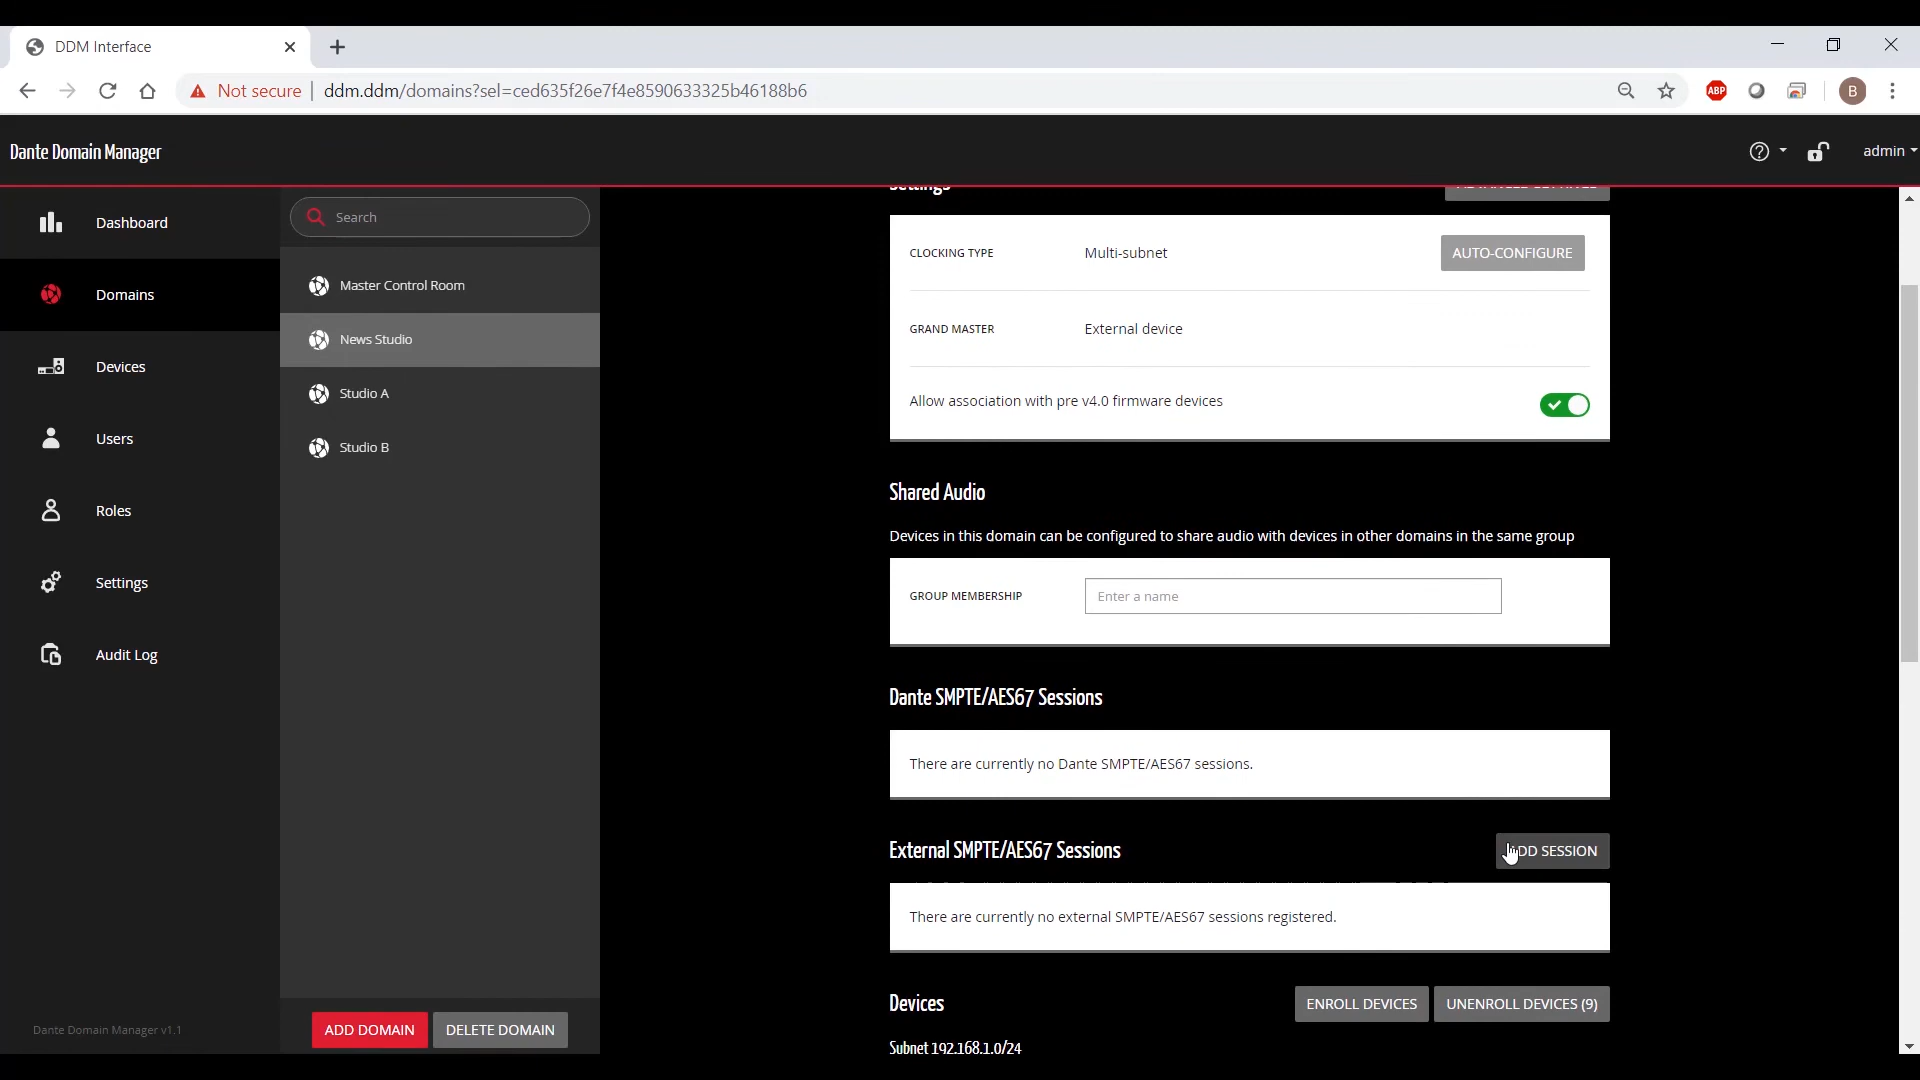 DDM Interface
Not secure
ddm.ddm/domains?sel=ced635f26e7f4e8590633325b46188b6
ABP
B
Dante Domain Manager
admin
Dashboard
Domains
Devices
Users
Roles
Settings
Audit Log
Dante Domain Manager v1.1
Search
Master Control Room
News Studio
Studio A
Studio B
ADD DOMAIN
DELETE DOMAIN
Settings
ADVANCED SETTINGS
CLOCKING TYPE
Multi-subnet
AUTO-CONFIGURE
GRAND MASTER
External device
Allow association with pre v4.0 firmware devices
Shared Audio
Devices in this domain can be configured to share audio with devices in other domains in the same group
GROUP MEMBERSHIP
Enter a name
Dante SMPTE/AES67 Sessions
There are currently no Dante SMPTE/AES67 sessions.
External SMPTE/AES67 Sessions
ADD SESSION
There are currently no external SMPTE/AES67 sessions registered.
Devices
ENROLL DEVICES
UNENROLL DEVICES (9)
Subnet 192.168.1.0/24